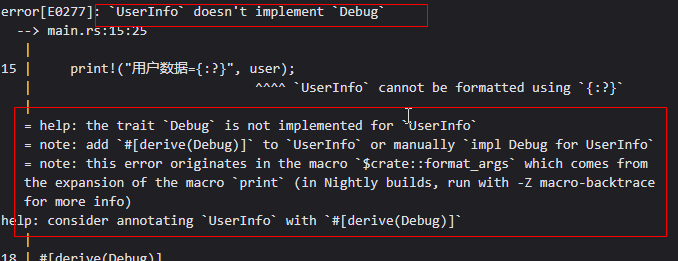 error[E0277]: `UserInfo` doesn't implement `Debug`
--> main.rs:15:25
|
15 | print!("用户数据={:?}", user);
| ^^^^ `UserInfo` cannot be formatted using `{:?}`
|
= help: the trait `Debug` is not implemented for `UserInfo`
= note: add `#[derive(Debug)]` to `UserInfo` or manually `impl Debug for UserInfo`
= note: this error originates in the macro `$crate::format_args` which comes from
the expansion of the macro `print` (in Nightly builds, run with -Z macro-backtrace
for more info)
help: consider annotating `UserInfo` with `#[derive(Debug)]`
|
18 | #[derive(Debug)]